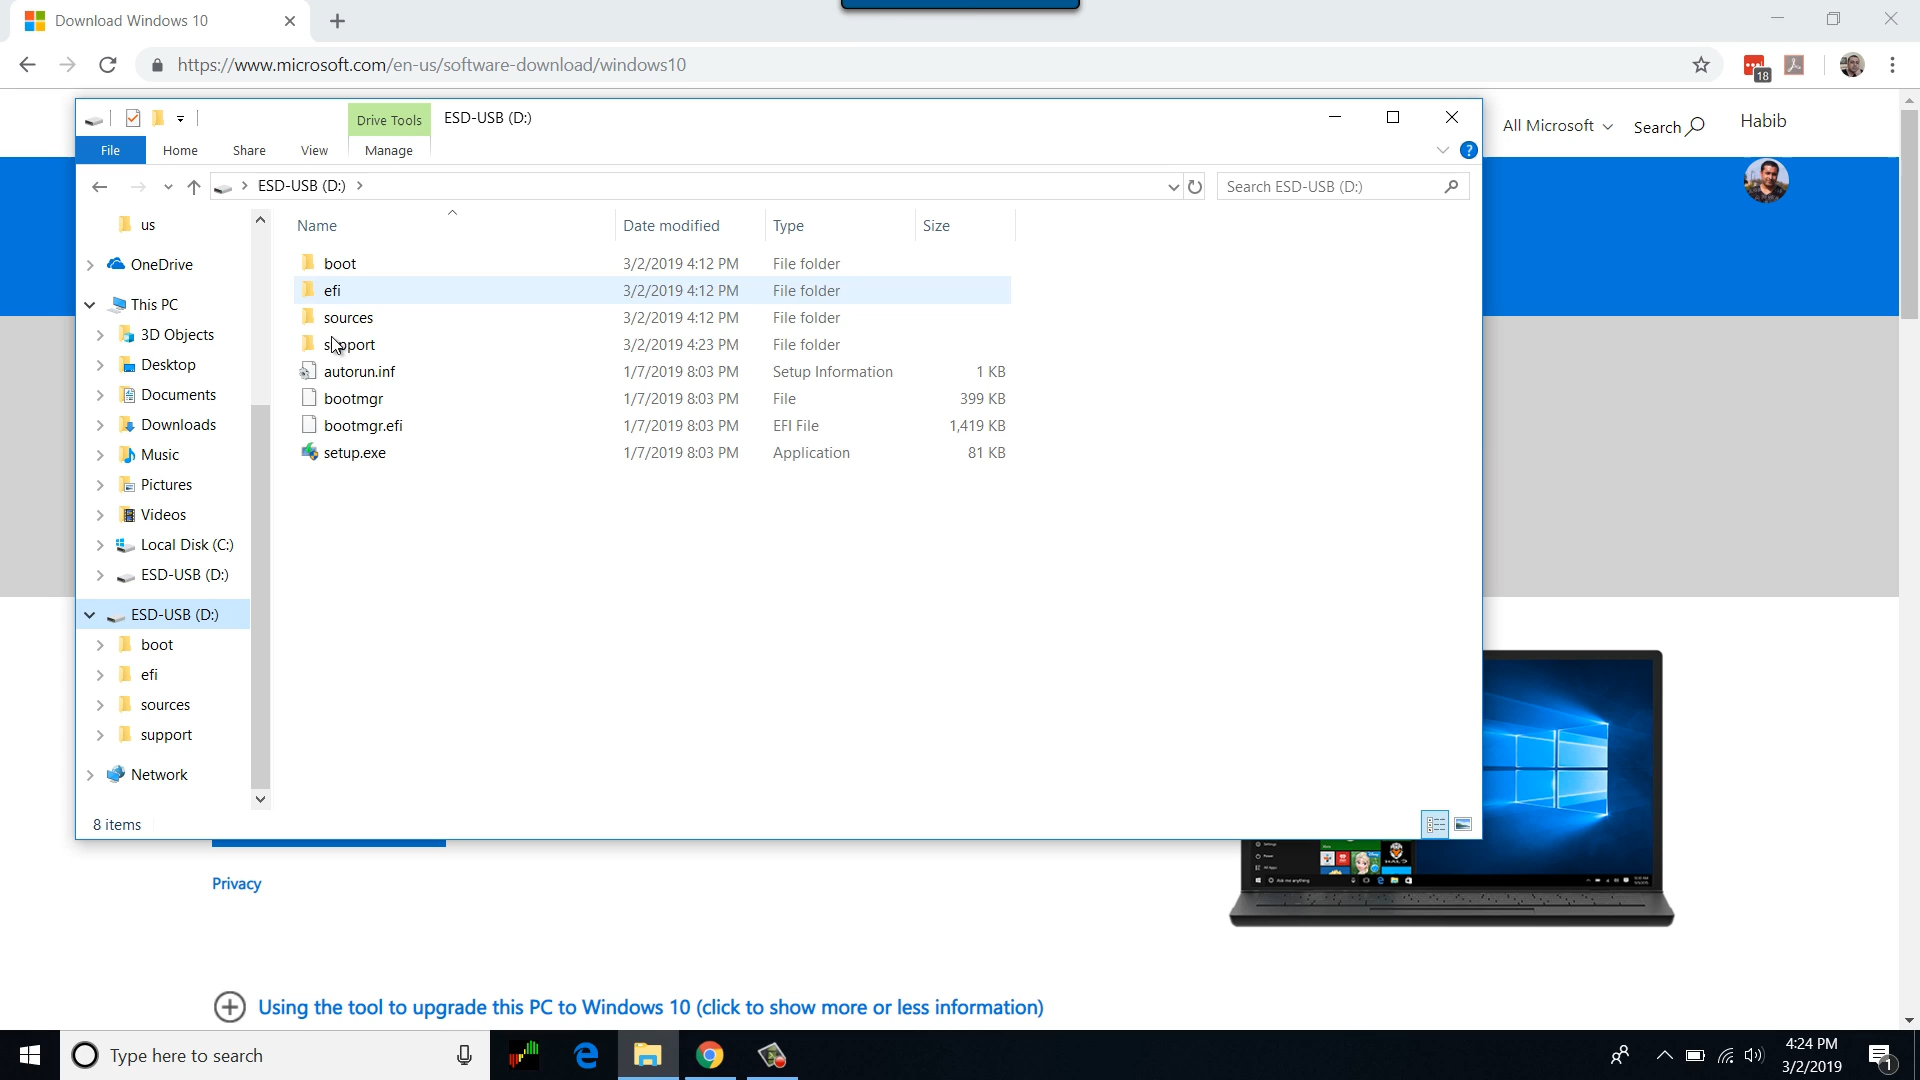 Download Windows 10
https://www.microsoft.com/en-us/software-download/windows10
18
Drive Tools
ESD-USB (D:)
File
Home
Share
View
Manage
ESD-USB (D:)
Search ESD-USB (D:)
All Microsoft
Search
Habib
Name
Date modified
Type
Size
us
OneDrive
This PC
3D Objects
Desktop
Documents
Downloads
Music
Pictures
Videos
Local Disk (C:)
ESD-USB (D:)
ESD-USB (D:)
boot
efi
sources
support
Network
boot 3/2/2019 4:12 PM File folder
efi 3/2/2019 4:12 PM File folder
sources 3/2/2019 4:12 PM File folder
support 3/2/2019 4:23 PM File folder
autorun.inf 1/7/2019 8:03 PM Setup Information 1 KB
bootmgr 1/7/2019 8:03 PM File 399 KB
bootmgr.efi 1/7/2019 8:03 PM EFI File 1,419 KB
setup.exe 1/7/2019 8:03 PM Application 81 KB
8 items
Privacy
Using the tool to upgrade this PC to Windows 10 (click to show more or less information)
Type here to search
4:24 PM
3/2/2019
1